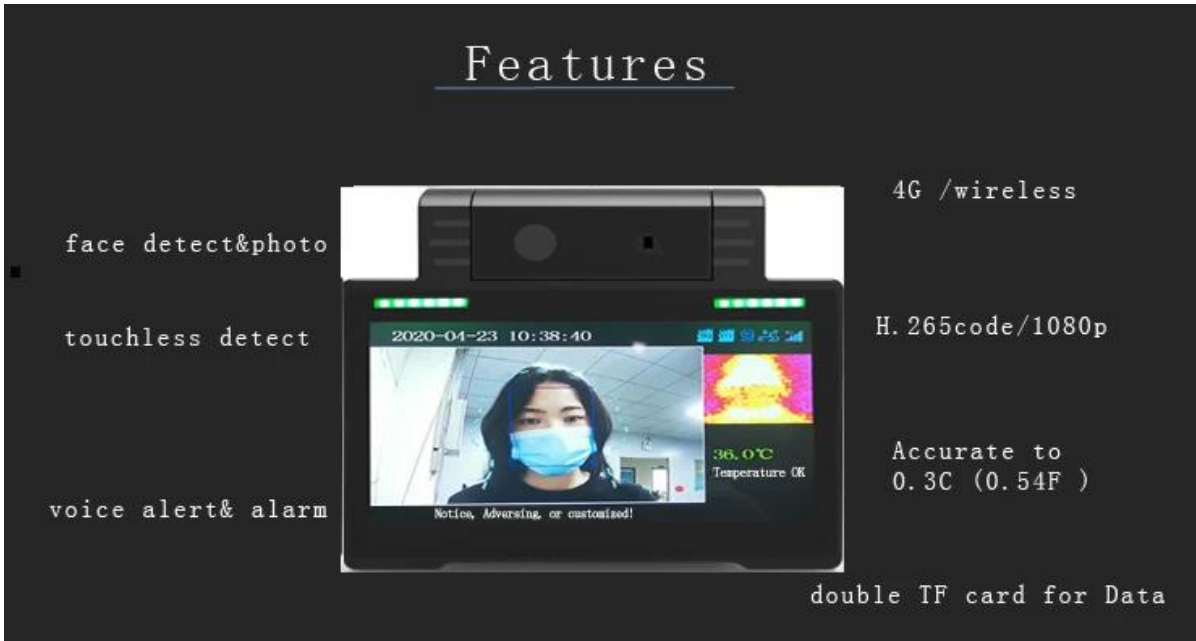 Features
4G /wireless
face detect&photo
touchless detect
H.265code/1080p
2020-04-23 10:38:40
36.0℃
Temperature OK
Accurate to
0.3C (0.54F )
voice alert& alarm
Notice, Adversing, or customized!
double TF card for Data